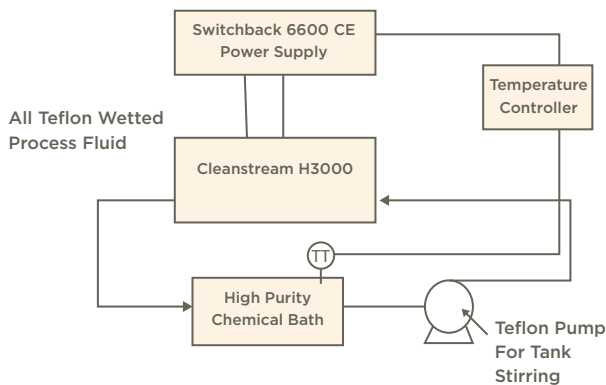 Switchback 6600 CE
Power Supply
Temperature
Controller
All Teflon Wetted
Process Fluid
Cleanstream H3000
TT
High Purity
Chemical Bath
Teflon Pump
For Tank
Stirring